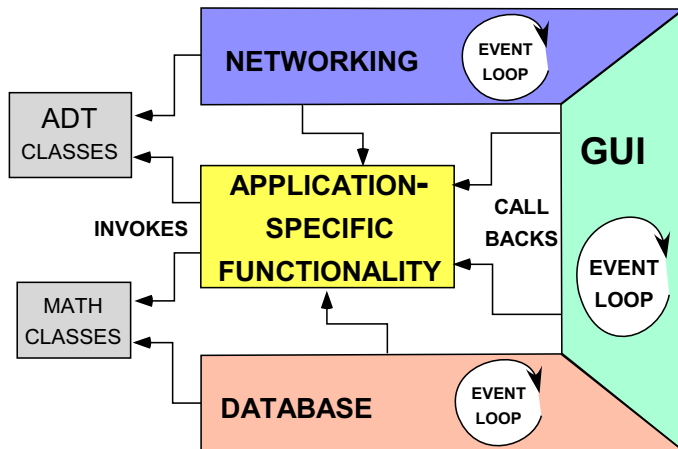 NETWORKING
EVENT
LOOP
ADT
CLASSES
GUI
APPLICATION-
SPECIFIC
FUNCTIONALITY
INVOKES
CALL
BACKS
EVENT
LOOP
MATH
CLASSES
DATABASE
EVENT
LOOP